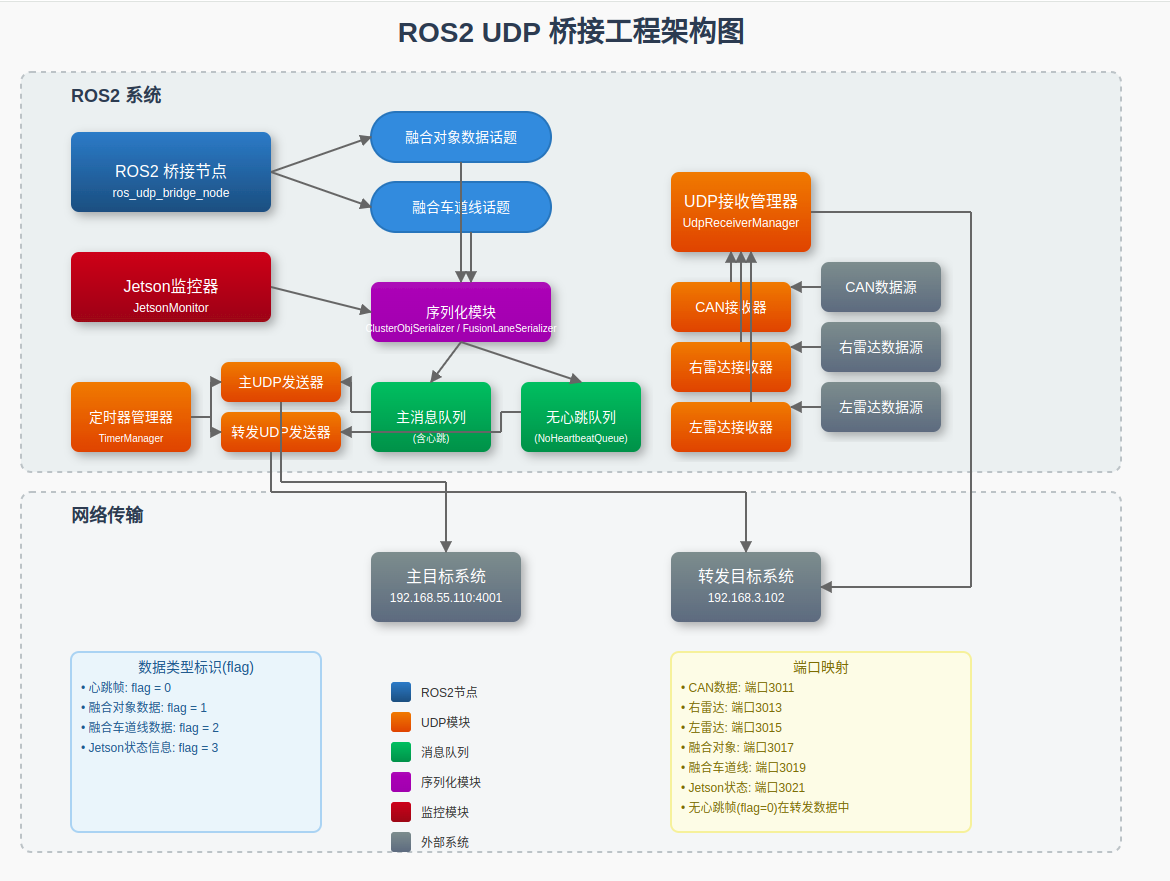 ROS2 UDP 桥接工程架构图
ROS2 系统
ROS2 桥接节点
ros_udp_bridge_node
融合对象数据话题
融合车道线话题
UDP接收管理器
UdpReceiverManager
Jetson监控器
JetsonMonitor
序列化模块
ClusterObjSerializer / FusionLaneSerializer
CAN接收器
CAN数据源
右雷达接收器
右雷达数据源
左雷达接收器
左雷达数据源
定时器管理器
TimerManager
主UDP发送器
转发UDP发送器
主消息队列
(含心跳)
无心跳队列
(NoHeartbeatQueue)
网络传输
主目标系统
192.168.55.110:4001
转发目标系统
192.168.3.102
数据类型标识(flag)
• 心跳帧: flag = 0
• 融合对象数据: flag = 1
• 融合车道线数据: flag = 2
• Jetson状态信息: flag = 3
ROS2节点
UDP模块
消息队列
序列化模块
监控模块
外部系统
端口映射
• CAN数据: 端口3011
• 右雷达: 端口3013
• 左雷达: 端口3015
• 融合对象: 端口3017
• 融合车道线: 端口3019
• Jetson状态: 端口3021
• 无心跳帧(flag=0)在转发数据中